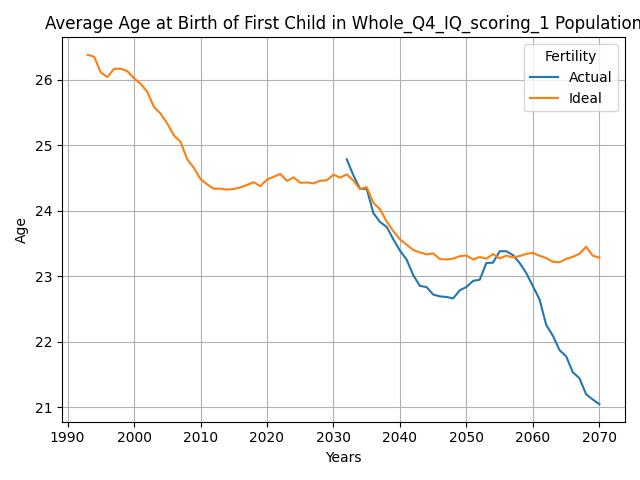 Average Age at Birth of First Child in Whole_Q4_IQ_scoring_1 Population
Fertility
Actual
Ideal
Age
26
25
24
23
22
21
1990 2000 2010 2020 2030 2040 2050 2060 2070
Years